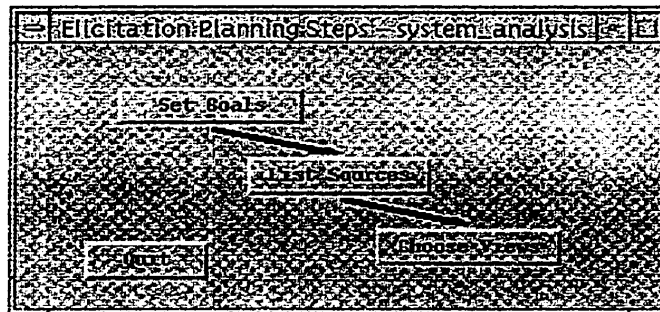 Elicitation Planning Steps - system_analysis
Set Goals
List Sources
Choose Views
Quit